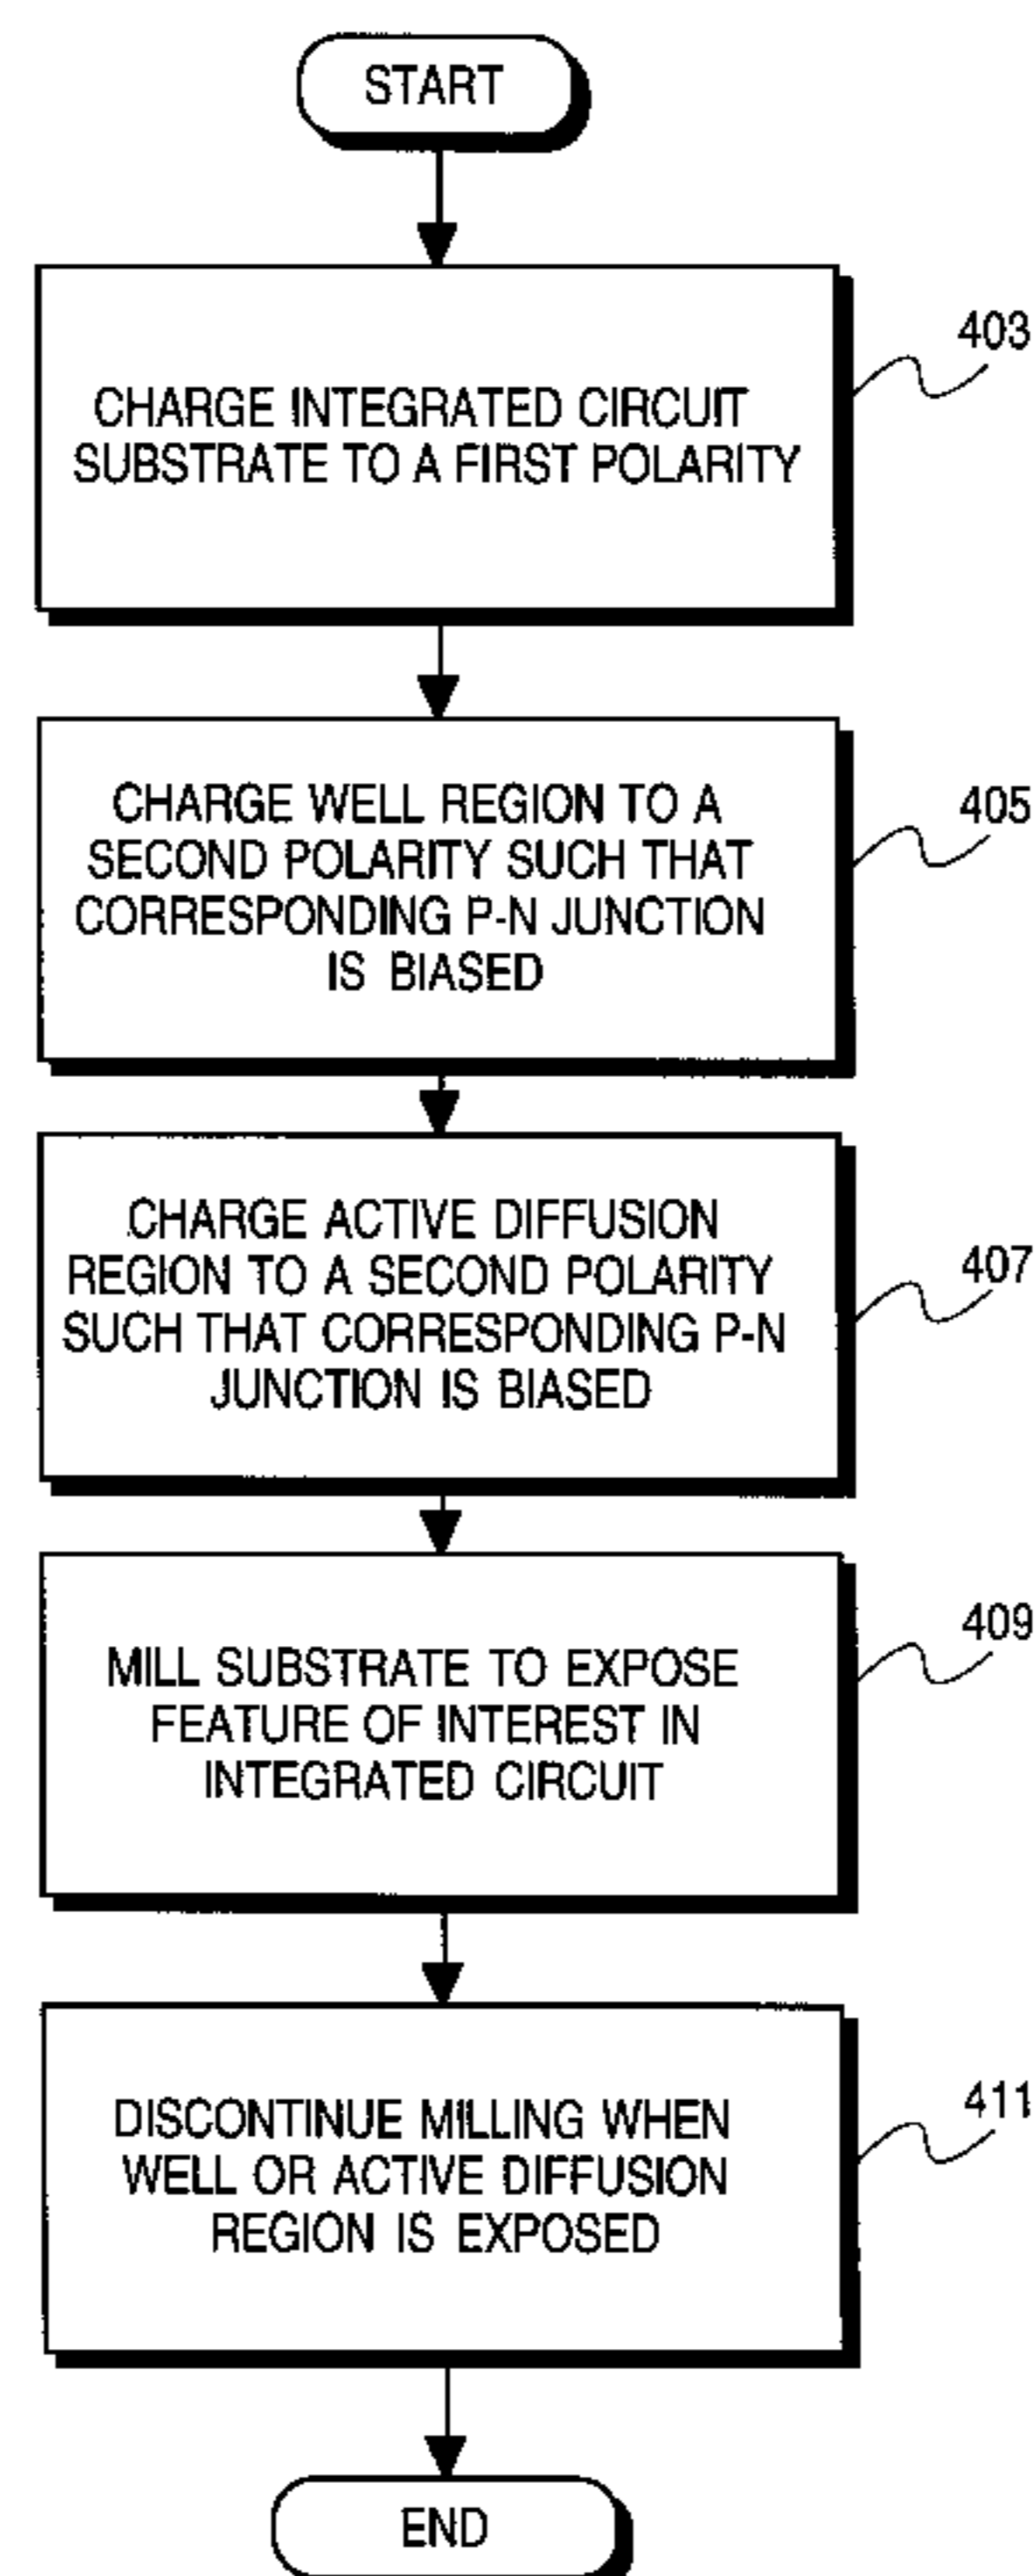 START
CHARGE INTEGRATED CIRCUIT
SUBSTRATE TO A FIRST POLARITY
403
CHARGE WELL REGION TO A
SECOND POLARITY SUCH THAT
CORRESPONDING P-N JUNCTION
IS BIASED
405
CHARGE ACTIVE DIFFUSION
REGION TO A SECOND POLARITY
SUCH THAT CORRESPONDING P-N
JUNCTION IS BIASED
407
MILL SUBSTRATE TO EXPOSE
FEATURE OF INTEREST IN
INTEGRATED CIRCUIT
409
DISCONTINUE MILLING WHEN
WELL OR ACTIVE DIFFUSION
REGION IS EXPOSED
411
END